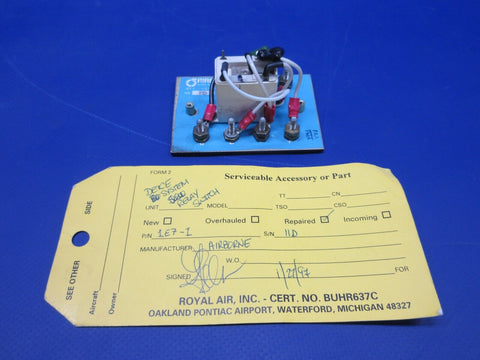 FORM 2
Serviceable Accessory or Part
DEICE
SYSTEM
RELAY
SWITCH
TT CN
UNIT MODEL TSO CSO
New Overhauled Repaired Incoming
P/N 1E7-1 S/N 110
MANUFACTURER AIRBORNE
W.O.
SIGNED 1/21/97 FOR
ROYAL AIR, INC. - CERT. NO. BUHR637C
OAKLAND PONTIAC AIRPORT, WATERFORD, MICHIGAN 48327
SEE OTHER SIDE
Aircraft
Owner